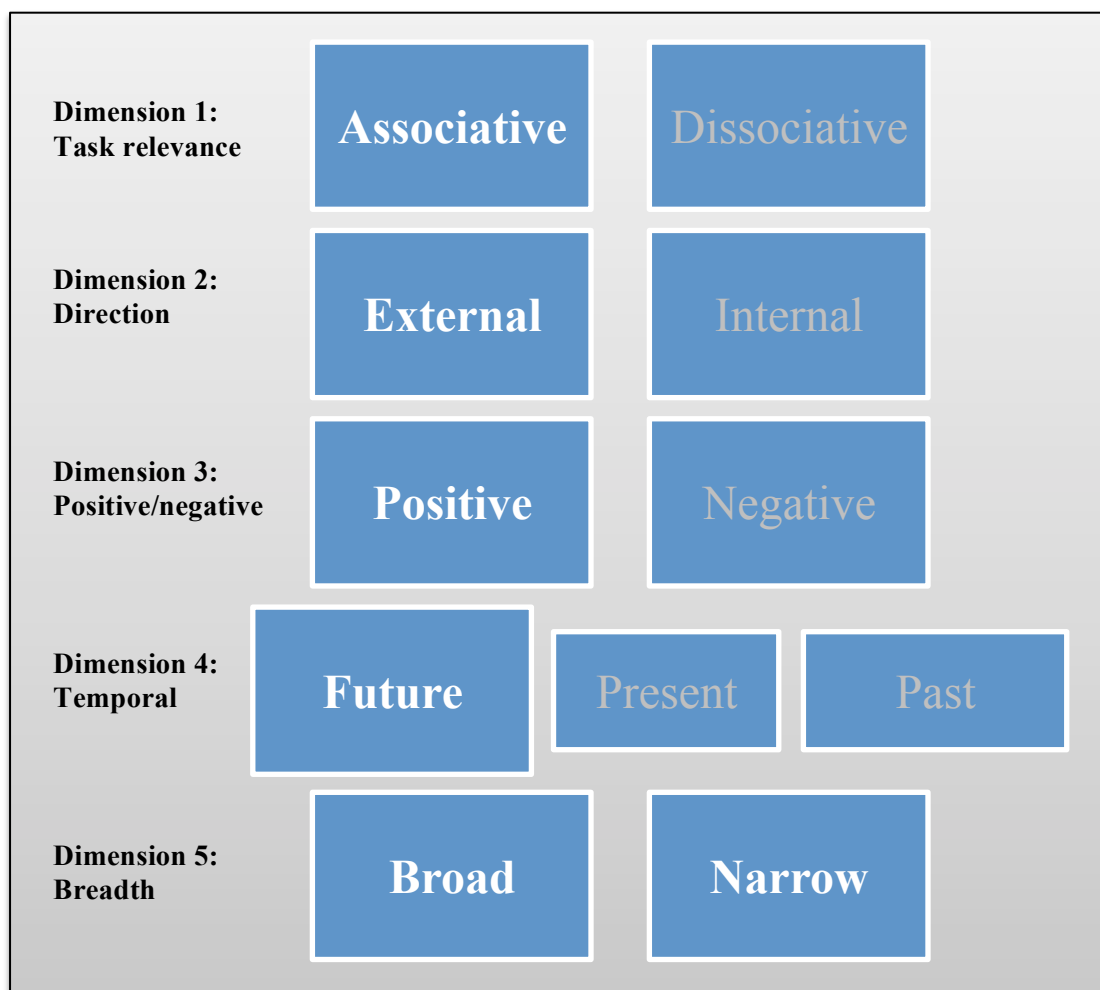 Dimension 1:
Task relevance
Associative
Dissociative
Dimension 2:
Direction
External
Internal
Dimension 3:
Positive/negative
Positive
Negative
Dimension 4:
Temporal
Future
Present
Past
Dimension 5:
Breadth
Broad
Narrow